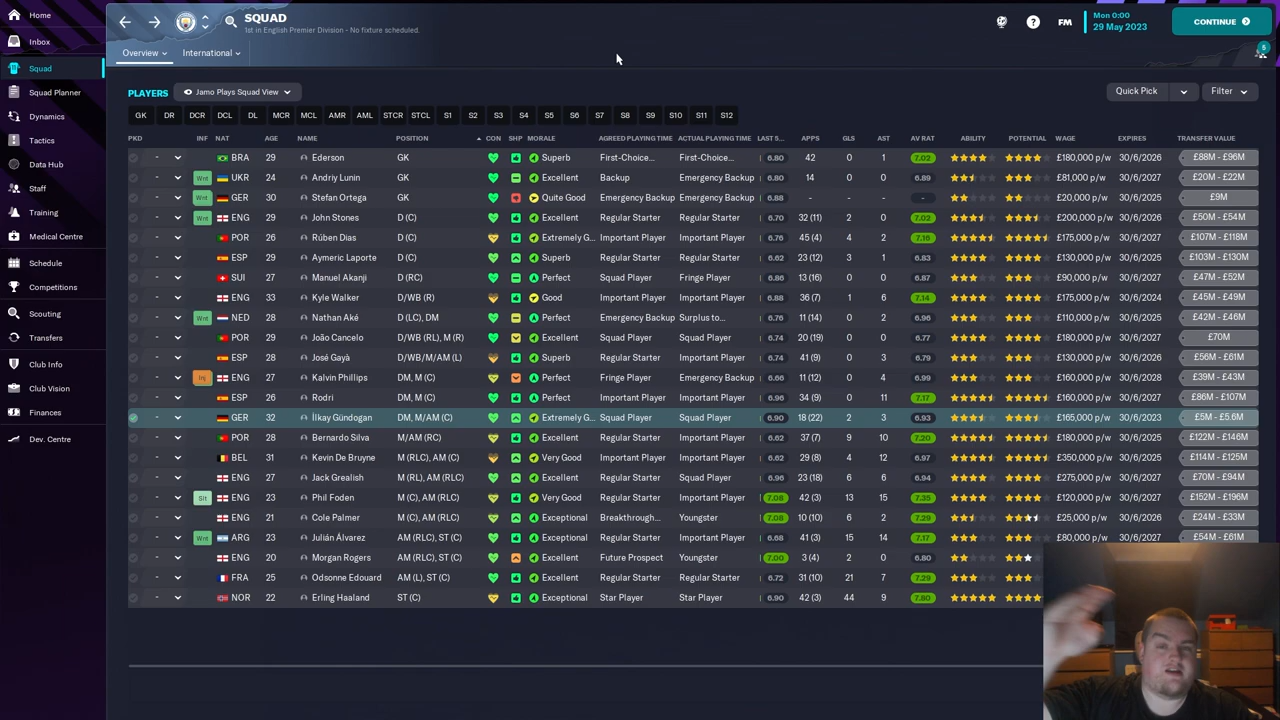 Home
Inbox
Squad
Squad Planner
Dynamics
Tactics
Data Hub
Staff
Training
Medical Centre
Schedule
Competitions
Scouting
Transfers
Club Info
Club Vision
Finances
Dev. Centre
SQUAD
1st in English Premier Division - No fixture scheduled.
FM
Mon 0:00
29 May 2023
CONTINUE
Overview International
5
PLAYERS Jamo Plays Squad View Quick Pick Filter
GK DR DCR DCL DL MCR MCL AMR AML STCR STCL S1 S2 S3 S4 S5 S6 S7 S8 S9 S10 S11 S12
PKD INF NAT AGE NAME POSITION CON SHP MORALE AGREED PLAYING TIME ACTUAL PLAYING TIME LAST 5... APPS GLS AST AV RAT ABILITY POTENTIAL WAGE EXPIRES TRANSFER VALUE
- BRA 29 Ederson GK Superb First-Choice... First-Choice... 6.80 42 0 1 7.02 £180,000 p/w 30/6/2026 £88M - £96M
- Wnt UKR 24 Andriy Lunin GK Excellent Backup Emergency Backup 6.88 14 0 0 6.89 £81,000 p/w 30/6/2027 £20M - £22M
- Wnt GER 30 Stefan Ortega GK Quite Good Emergency Backup Emergency Backup 6.88 - - - - £20,000 p/w 30/6/2025 £9M
- Wnt ENG 29 John Stones D (C) Excellent Regular Starter Regular Starter 6.70 32 (11) 2 0 7.02 £200,000 p/w 30/6/2026 £50M - £54M
- POR 26 Rúben Dias D (C) Extremely G... Important Player Important Player 6.76 45 (4) 4 2 7.16 £175,000 p/w 30/6/2027 £107M - £118M
- ESP 29 Aymeric Laporte D (C) Superb Regular Starter Regular Starter 6.62 23 (12) 3 1 6.83 £130,000 p/w 30/6/2025 £103M - £130M
- SUI 27 Manuel Akanji D (RC) Perfect Squad Player Fringe Player 6.86 13 (16) 0 0 6.87 £90,000 p/w 30/6/2027 £47M - £52M
- ENG 33 Kyle Walker D/WB (R) Good Important Player Important Player 6.88 36 (7) 1 6 7.14 £175,000 p/w 30/6/2024 £45M - £49M
- Wnt NED 28 Nathan Aké D (LC), DM Perfect Emergency Backup Surplus to... 6.76 11 (14) 0 2 6.96 £110,000 p/w 30/6/2025 £42M - £46M
- POR 29 João Cancelo D/WB (RL), M (R) Excellent Squad Player Squad Player 6.74 20 (19) 0 4 6.77 £180,000 p/w 30/6/2027 £70M
- ESP 28 José Gayà D/WB/M/AM (L) Superb Regular Starter Regular Starter 6.74 41 (9) 0 3 6.79 £130,000 p/w 30/6/2026 £56M - £61M
- Inj ENG 27 Kalvin Phillips DM, M (C) Perfect Fringe Player Emergency Backup 6.66 11 (12) 0 4 6.99 £160,000 p/w 30/6/2028 £39M - £43M
- ESP 26 Rodri DM, M (C) Perfect Important Player Important Player 6.96 34 (9) 0 11 7.17 £160,000 p/w 30/6/2027 £86M - £107M
- GER 32 İlkay Gündogan DM, M/AM (C) Extremely G... Squad Player Squad Player 6.90 18 (22) 2 3 6.93 £165,000 p/w 30/6/2023 £5M - £5.6M
- POR 28 Bernardo Silva M/AM (RC) Excellent Regular Starter Important Player 6.62 37 (7) 9 10 7.20 £180,000 p/w 30/6/2025 £122M - £146M
- BEL 31 Kevin De Bruyne M (RLC), AM (C) Very Good Important Player Important Player 6.62 29 (8) 4 12 6.97 £350,000 p/w 30/6/2025 £114M - £125M
- ENG 27 Jack Grealish M (RL), AM (RLC) Excellent Regular Starter Squad Player 6.96 23 (18) 6 6 6.94 £275,000 p/w 30/6/2027 £70M - £94M
- Slt ENG 23 Phil Foden M (C), AM (RLC) Very Good Regular Starter Important Player 7.08 42 (3) 13 15 7.35 £120,000 p/w 30/6/2027 £152M - £196M
- ENG 21 Cole Palmer M (C), AM (RLC) Exceptional Breakthrough... Youngster 7.08 10 (10) 6 2 7.29 £25,000 p/w 30/6/2026 £24M - £33M
- Wnt ARG 23 Julián Álvarez AM (RLC), ST (C) Exceptional Regular Starter Important Player 6.68 41 (3) 15 14 7.17 £80,000 p/w 30/6/2027 £54M - £61M
- ENG 20 Morgan Rogers AM (RLC), ST (C) Excellent Future Prospect Youngster 7.00 3 (4) 2 0 6.80
- FRA 25 Odsonne Edouard AM (L), ST (C) Excellent Regular Starter Regular Starter 6.72 31 (10) 21 7 7.29
- NOR 22 Erling Haaland ST (C) Exceptional Star Player Star Player 6.90 42 (3) 44 9 7.80